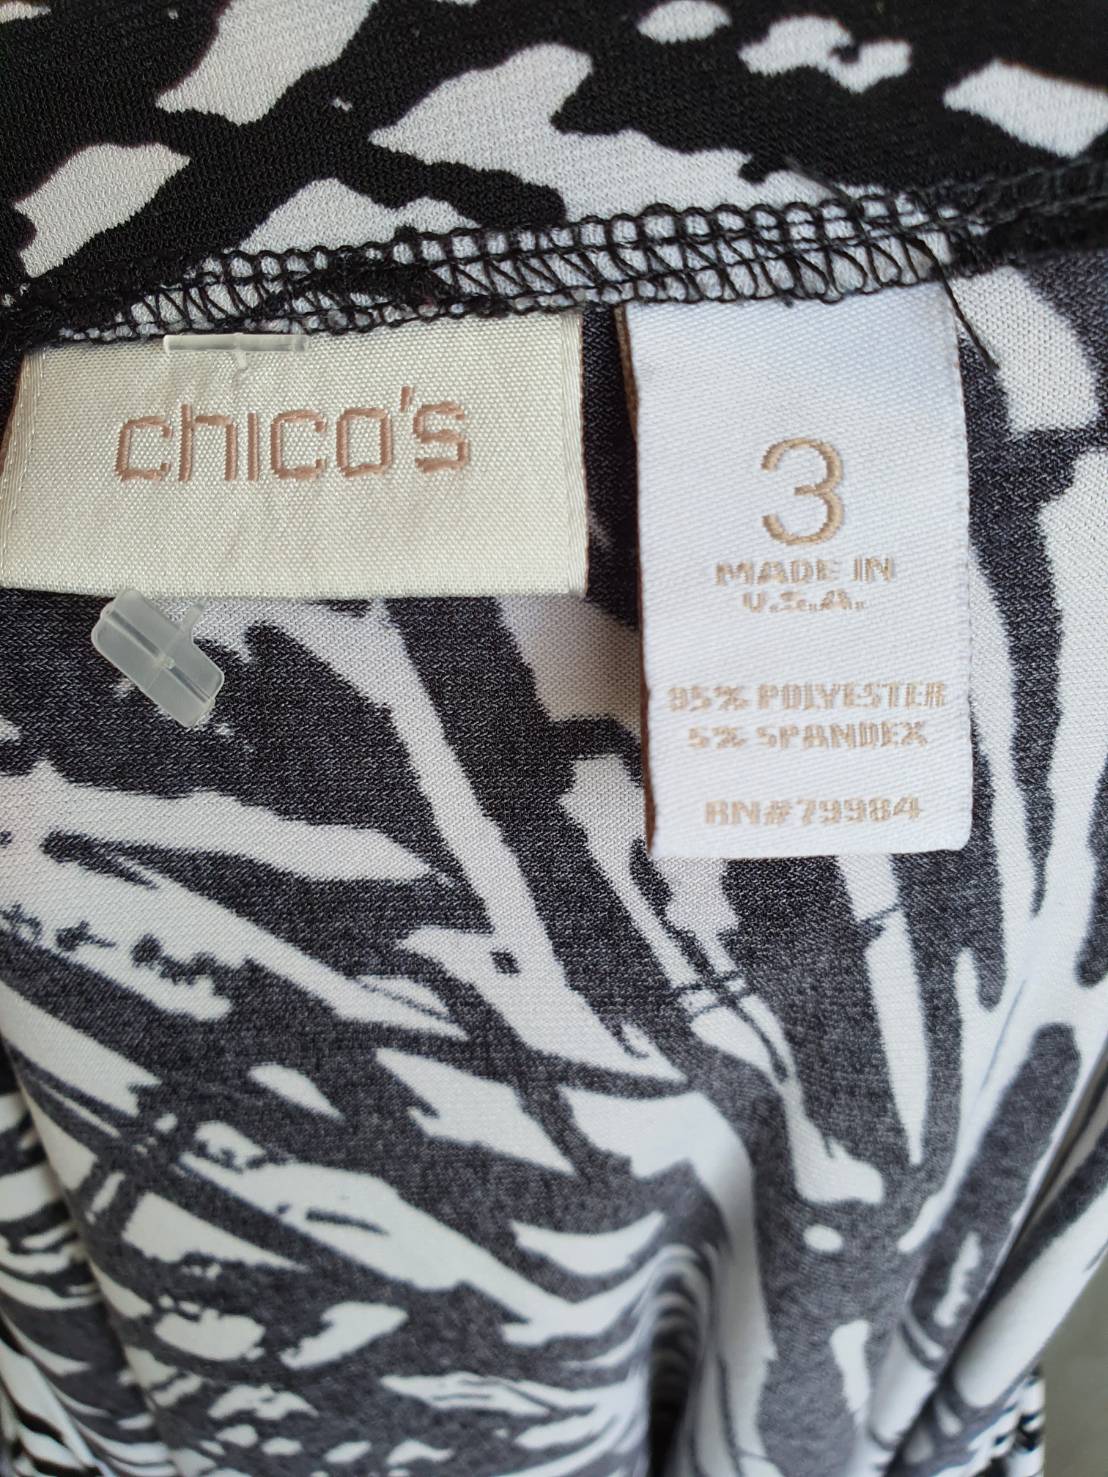 chico's
3
MADE IN
U.S.A.
95% POLYESTER
5% SPANDEX
RN#79984